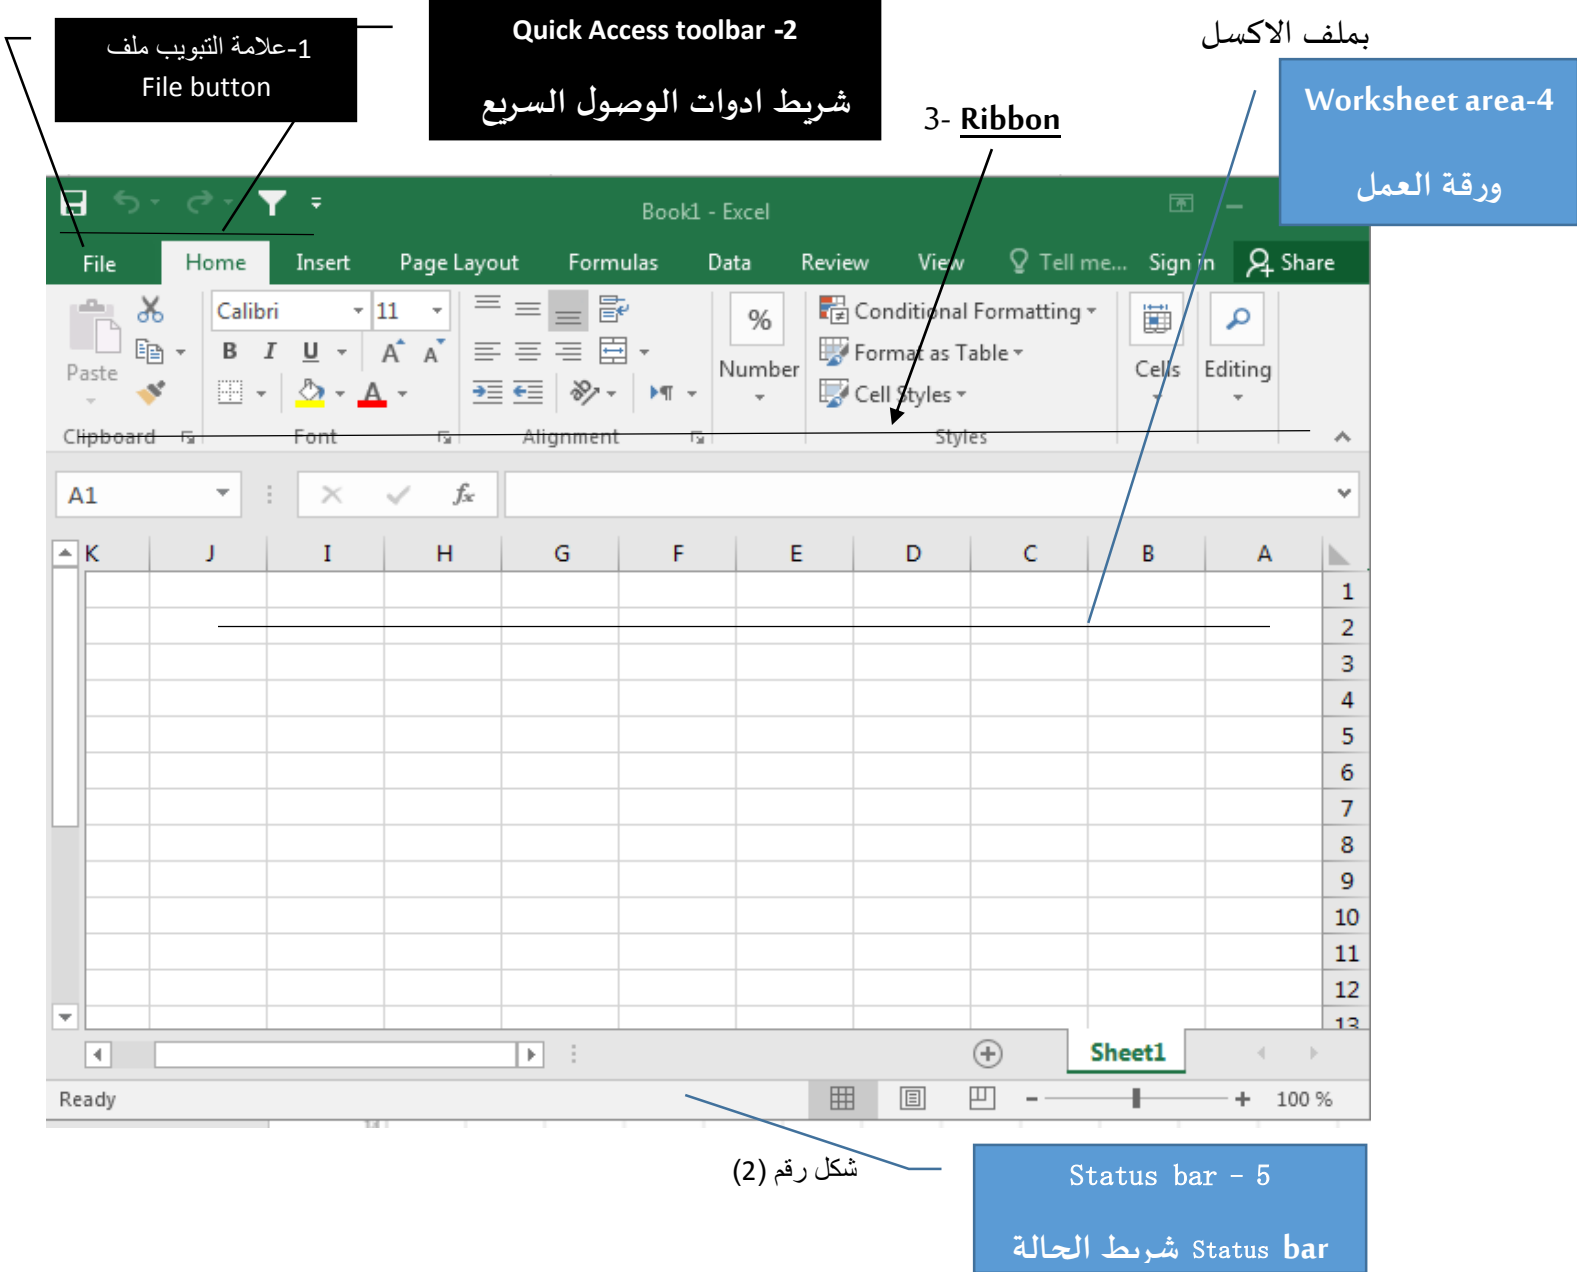 بملف الاكسل
1-علامة التبويب ملف
File button
Quick Access toolbar -2
شريط ادوات الوصول السريع
3- Ribbon
Worksheet area-4
ورقة العمل
Book1 - Excel
File Home Insert Page Layout Formulas Data Review View Tell me... Sign in Share
Calibri 11
% Conditional Formatting
B I U A A
Paste Number Format as Table Cells Editing
A Cell Styles
Clipboard Font Alignment Styles
A1 fx
K J I H G F E D C B A
1
2
3
4
5
6
7
8
9
10
11
12
13
Sheet1
Ready 100 %
شكل رقم (2)
Status bar - 5
شريط الحالة Status bar